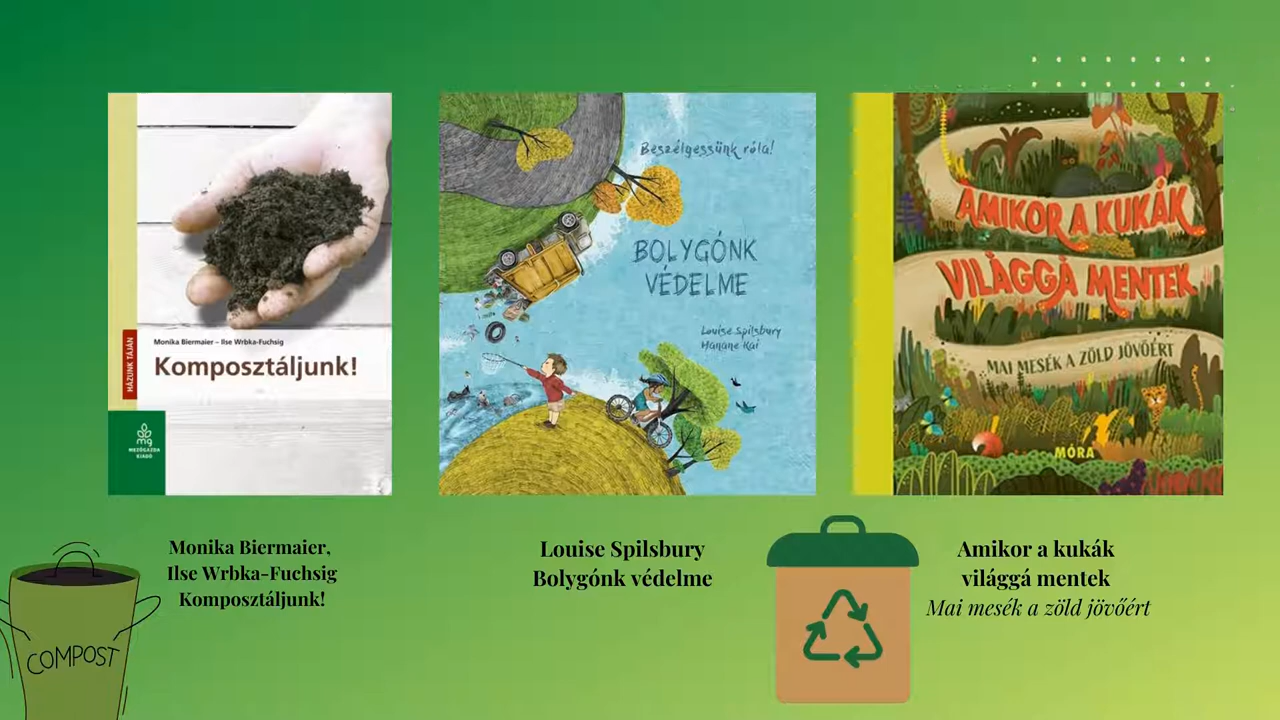 Monika Biermaier – Ilse Wrbka-Fuchsig
Komposztáljunk!
HÁZUNK TÁJÁN
mg
MEZŐGAZDA
KIADÓ
Beszélgessünk róla!
BOLYGÓNK
VÉDELME
Louise Spilsbury
Hanane Kai
AMIKOR A KUKÁK
VILÁGGÁ MENTEK
MAI MESÉK A ZÖLD JÖVŐÉRT
MÓRA
Monika Biermaier,
Ilse Wrbka-Fuchsig
Komposztáljunk!
Louise Spilsbury
Bolygónk védelme
Amikor a kukák
világgá mentek
Mai mesék a zöld jövőért
COMPOST